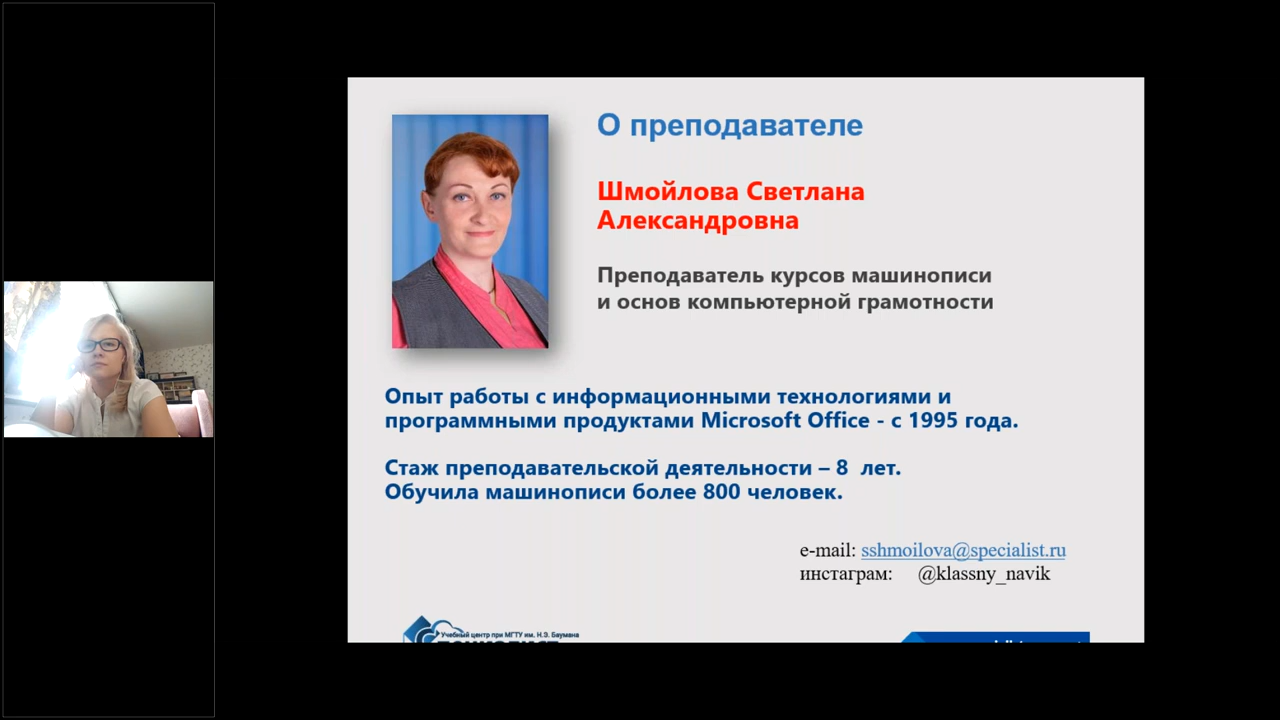 О преподавателе
Шмойлова Светлана
Александровна
Преподаватель курсов машинописи
и основ компьютерной грамотности
Опыт работы с информационными технологиями и
программными продуктами Microsoft Office - с 1995 года.
Стаж преподавательской деятельности – 8 лет.
Обучила машинописи более 800 человек.
e-mail: sshmoilova@specialist.ru
инстаграм: @klassny_navik
Учебный центр при МГТУ им. Н.Э. Баумана